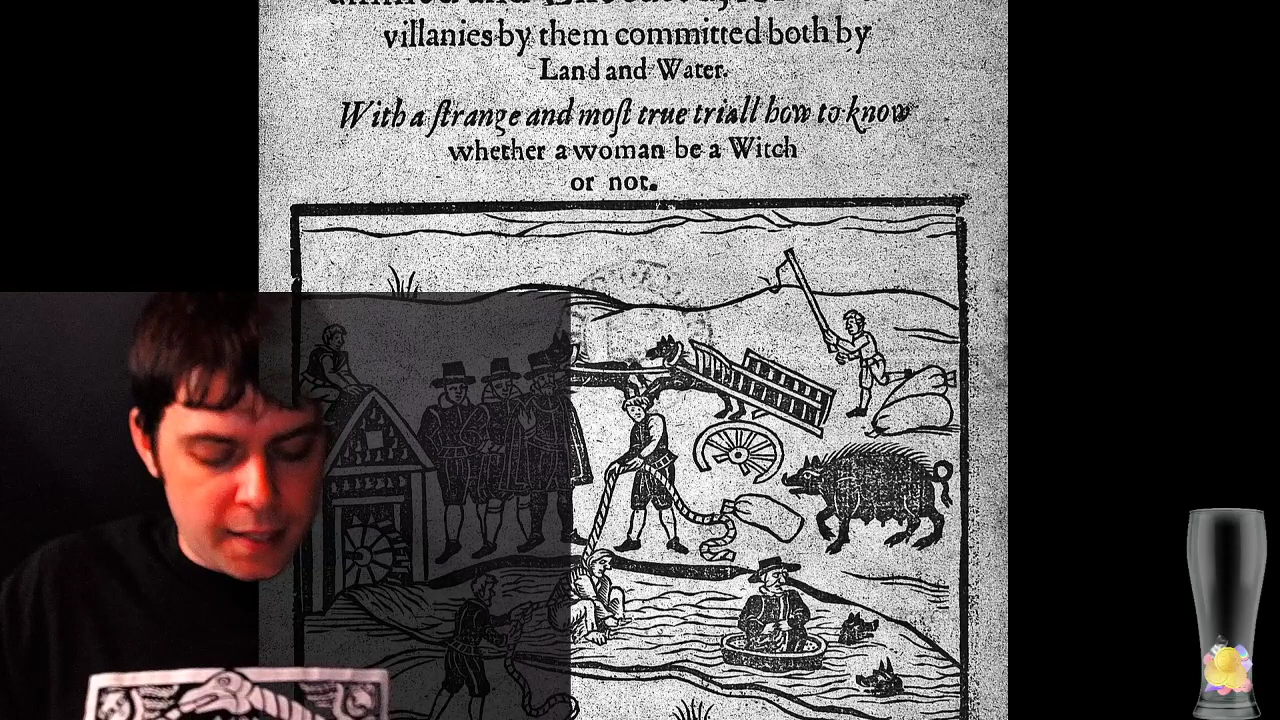 villanies by them committed both by
Land and Water.
With a ſtrange and moſt true triall how to know
whether a woman be a Witch
or not.